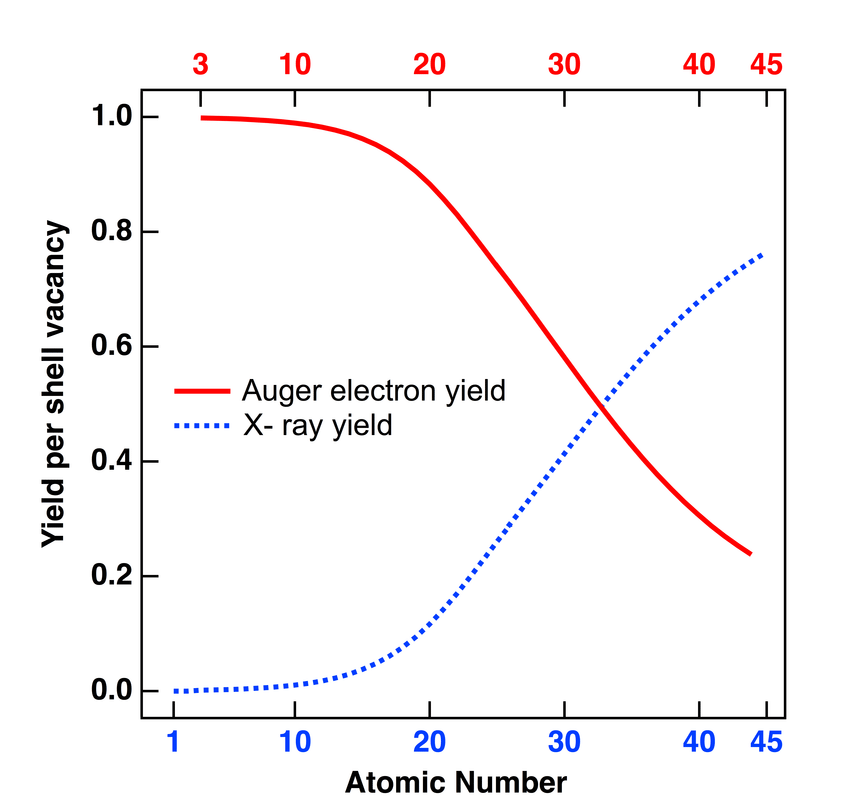 3 10 20 30 40 45
1.0
0.8
0.6
0.4
0.2
0.0
Yield per shell vacancy
Auger electron yield
X- ray yield
1 10 20 30 40 45
Atomic Number